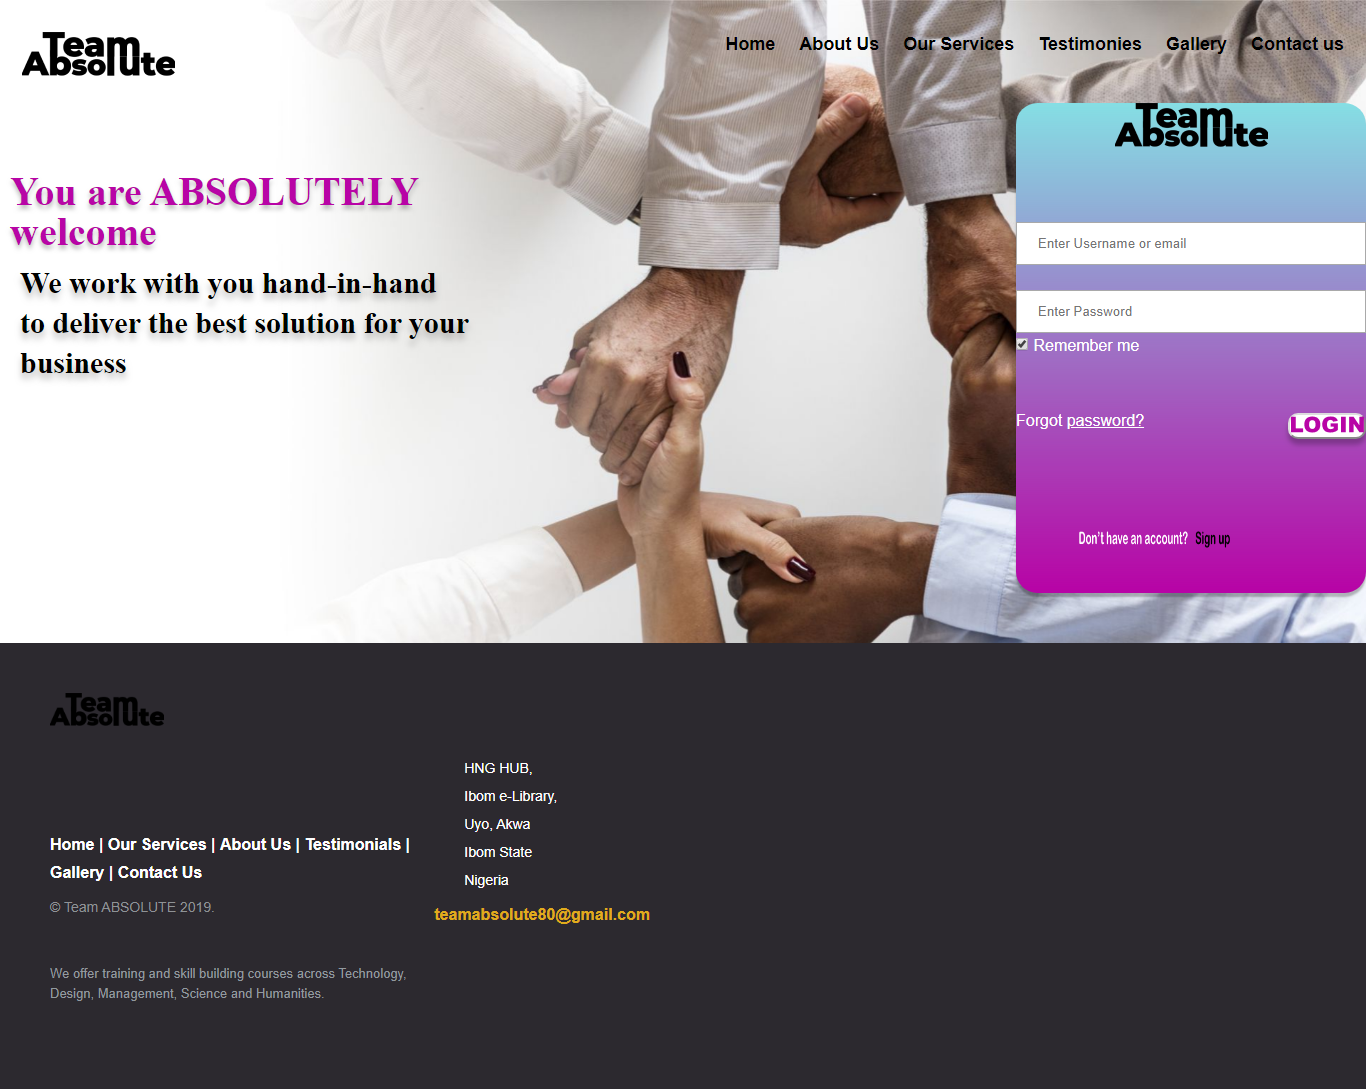 Team
Absolute
Home About Us Our Services Testimonies Gallery Contact us
You are ABSOLUTELY
welcome
We work with you hand-in-hand
to deliver the best solution for your
business
Team
Absolute
Enter Username or email
Enter Password
Remember me
Forgot password?
LOGIN
Don't have an account? Sign up
Team
Absolute
Home | Our Services | About Us | Testimonials |
Gallery | Contact Us
© Team ABSOLUTE 2019.
We offer training and skill building courses across Technology,
Design, Management, Science and Humanities.
HNG HUB,
Ibom e-Library,
Uyo, Akwa
Ibom State
Nigeria
teamabsolute80@gmail.com